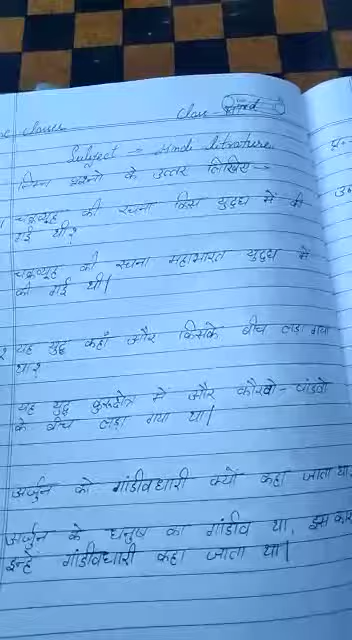 classes Class - IInd
Subject → Hindi literature
निम्न प्रश्नो के उत्तर लिखिए →
चक्रव्यूह की रचना किस युद्ध में की
गई थी?
चक्रव्यूह की रचना महाभारत युद्ध में
की गई थी।
यह युद्ध कहाँ और किसके बीच लड़ा गया
था?
यह युद्ध कुरुक्षेत्र में और कौरवो - पांडवो
के बीच लड़ा गया था।
अर्जुन को गांडीवधारी क्यों कहा जाता था
अर्जुन के धनुष का गांडीव था, इस
इन्हें गांडीवधारी कहा जाता था।